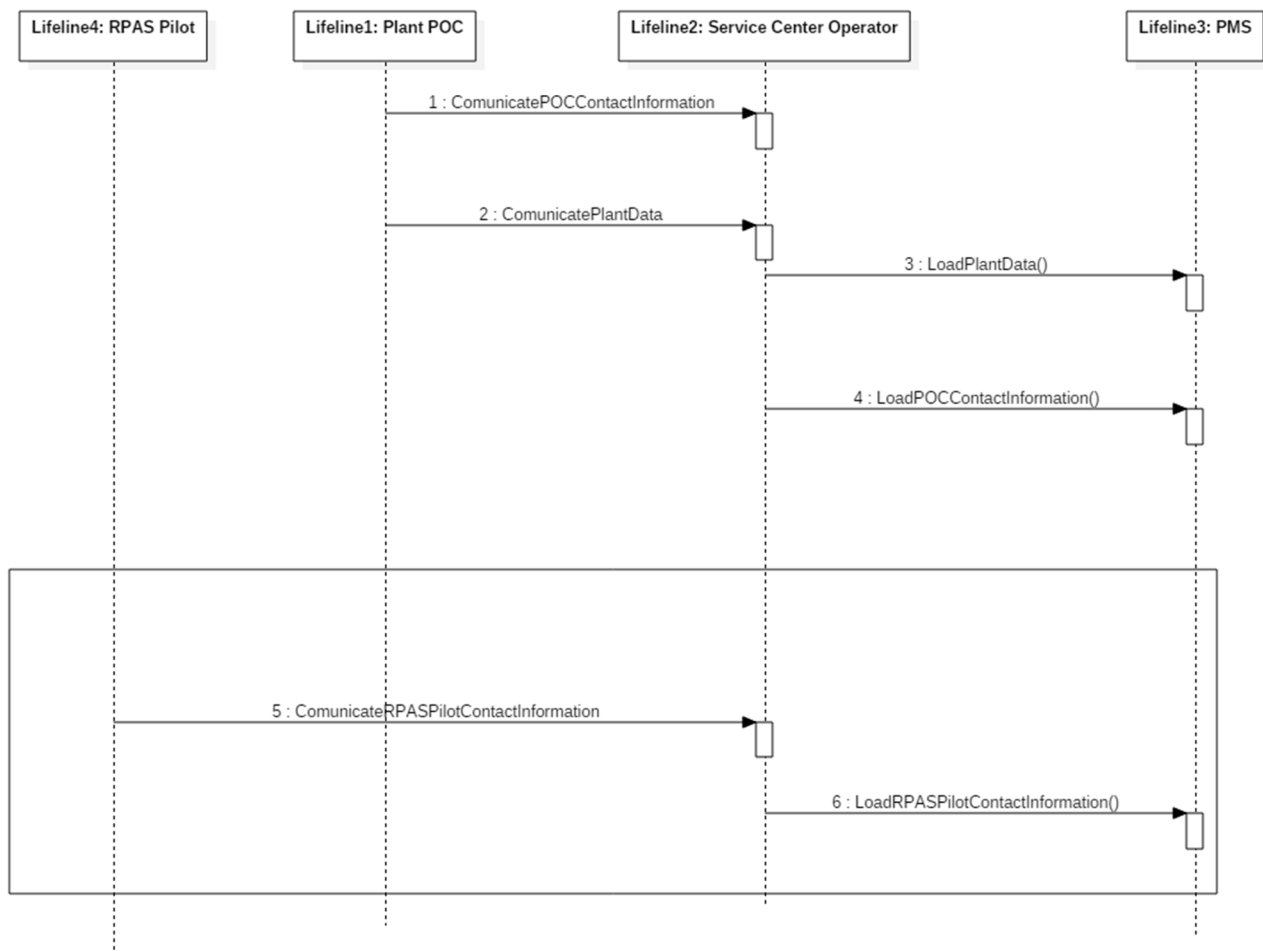 Lifeline4: RPAS Pilot
Lifeline1: Plant POC
Lifeline2: Service Center Operator
Lifeline3: PMS
1 : ComunicatePOCContactInformation
2 : ComunicatePlantData
3 : LoadPlantData()
4 : LoadPOCContactInformation()
5 : ComunicateRPASPilotContactInformation
6 : LoadRPASPilotContactInformation()